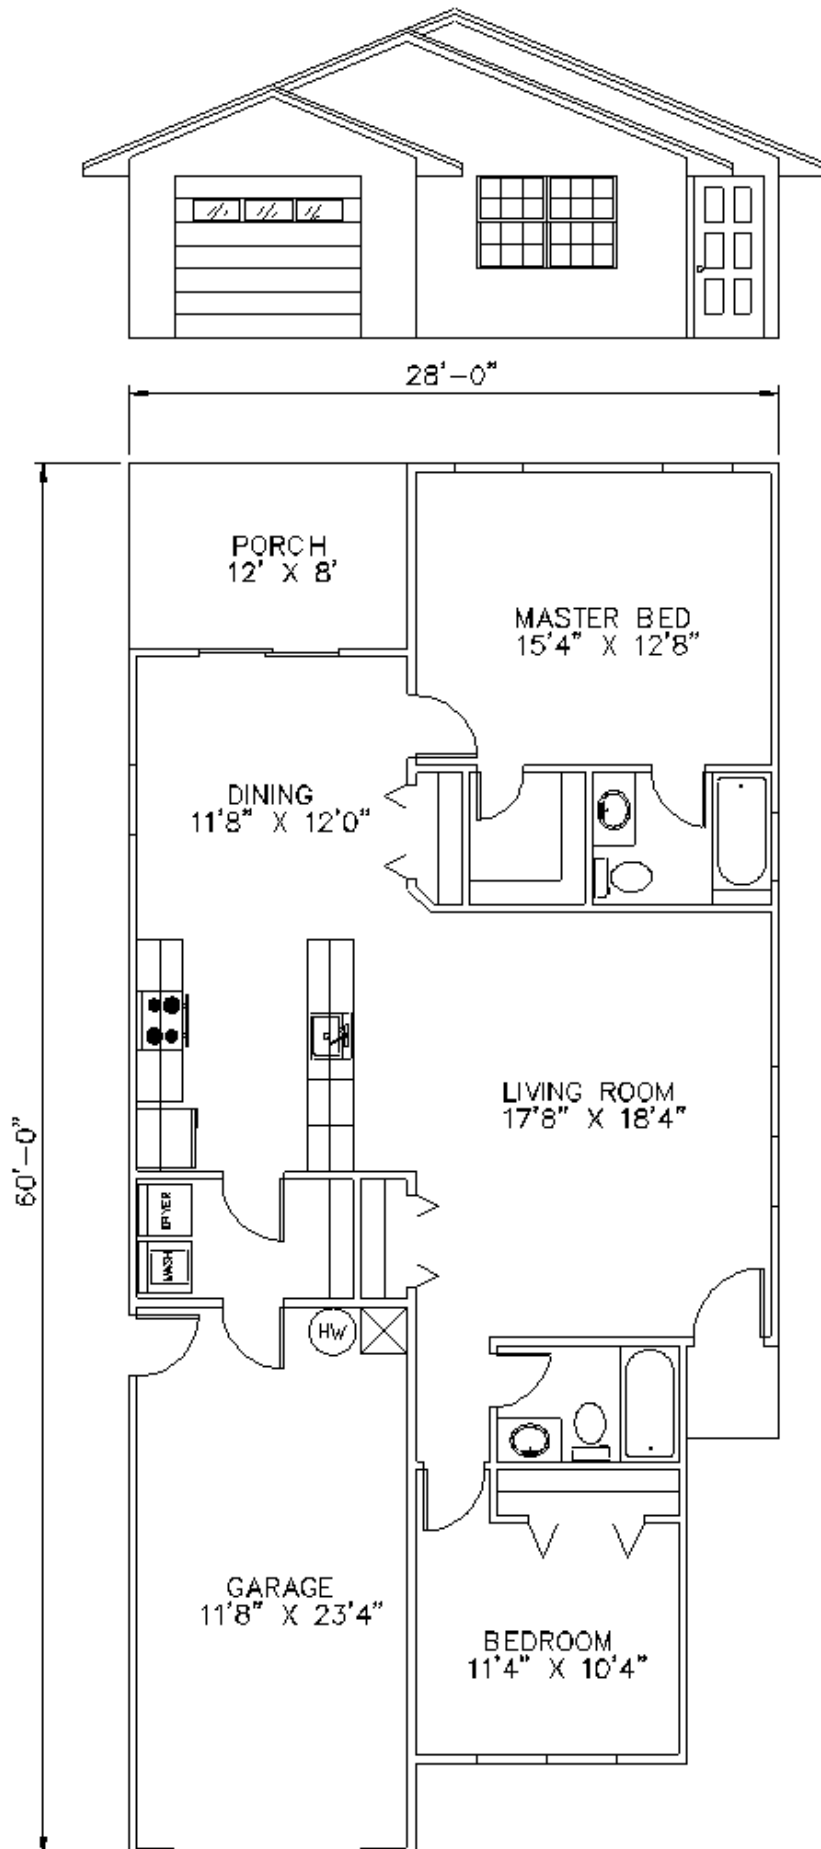 28'-0"
PORCH
12' X 8'
MASTER BED
15'4" X 12'8"
DINING
11'8" X 12'0"
60'-0"
LIVING ROOM
17'8" X 18'4"
DRYER
WASH
HW
GARAGE
11'8" X 23'4"
BEDROOM
11'4" X 10'4"